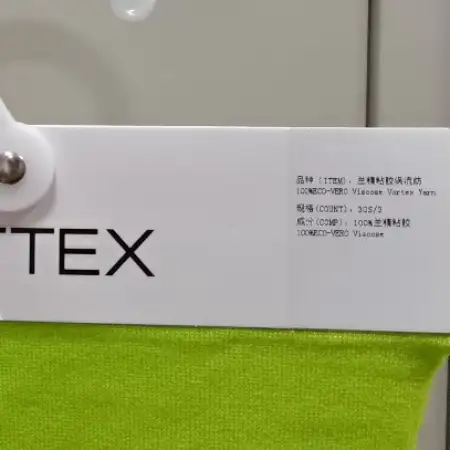 品种(ITEM): 兰精粘胶涡流纺
100%ECO-VERO Viscose Vortex Yarn
规格(COUNT): 30S/2
成分(COMP): 100%兰精粘胶
100%ECO-VERO Viscose
TEX